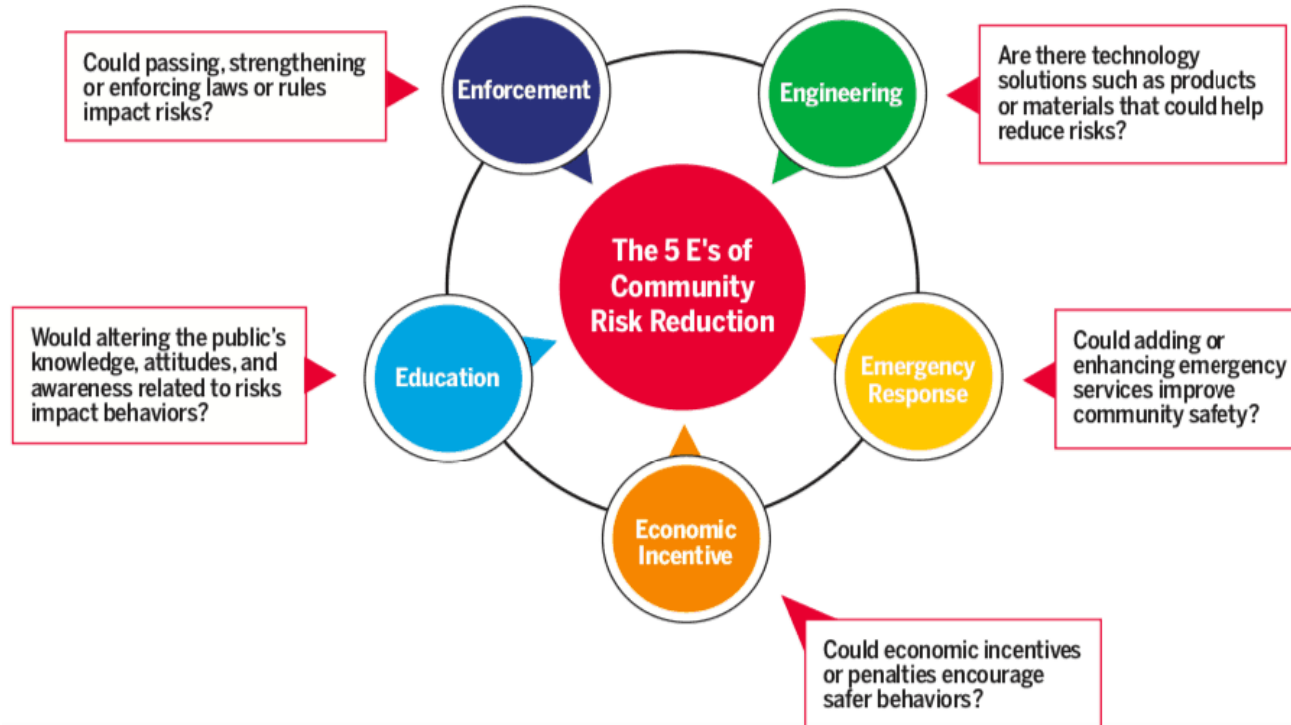 Could passing, strengthening
or enforcing laws or rules
impact risks?
Enforcement
Engineering
Are there technology
solutions such as products
or materials that could help
reduce risks?
The 5 E's of
Community
Risk Reduction
Would altering the public's
knowledge, attitudes, and
awareness related to risks
impact behaviors?
Education
Emergency
Response
Could adding or
enhancing emergency
services improve
community safety?
Economic
Incentive
Could economic incentives
or penalties encourage
safer behaviors?